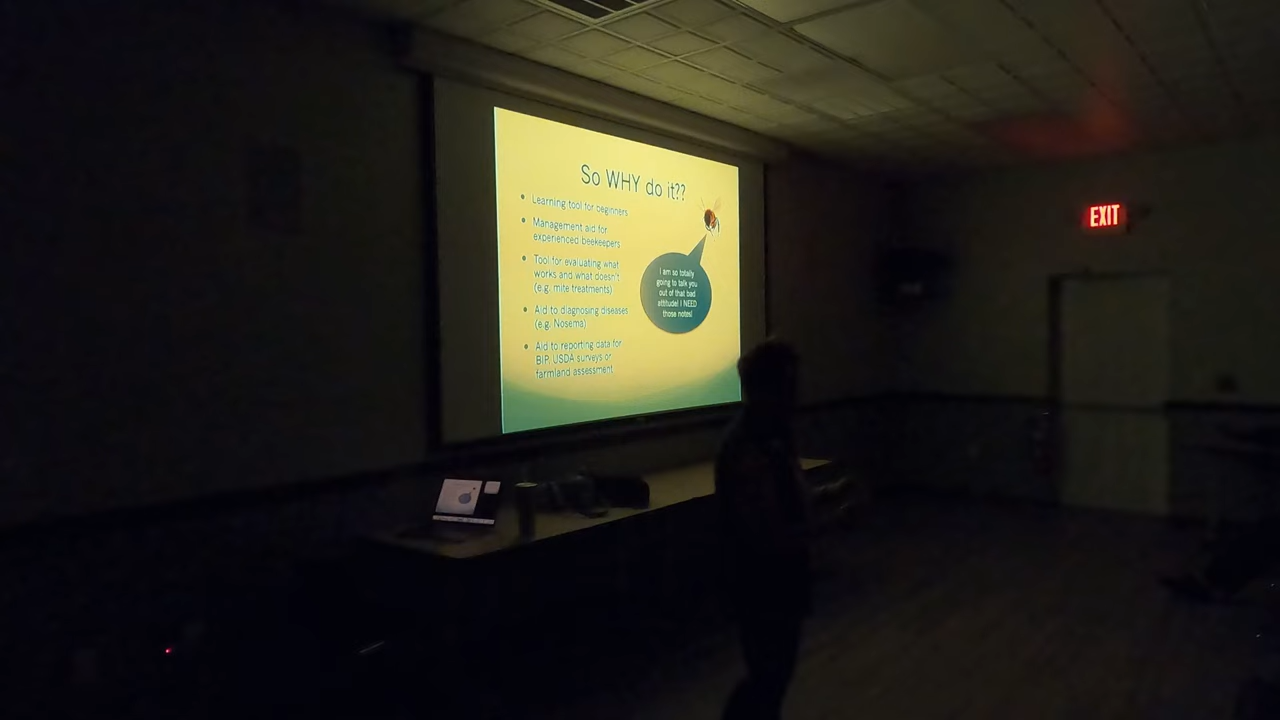 So WHY do it??
Learning tool for beginners
Management aid for
experienced beekeepers
Tool for evaluating what
works and what doesn't
(e.g. mite treatments)
Aid to diagnosing diseases
(e.g. Nosema)
Aid to reporting data for
BIP, USDA surveys or
farmland assessment
I am so totally
going to talk you
out of that bad
attitude! I NEED
those notes!
EXIT